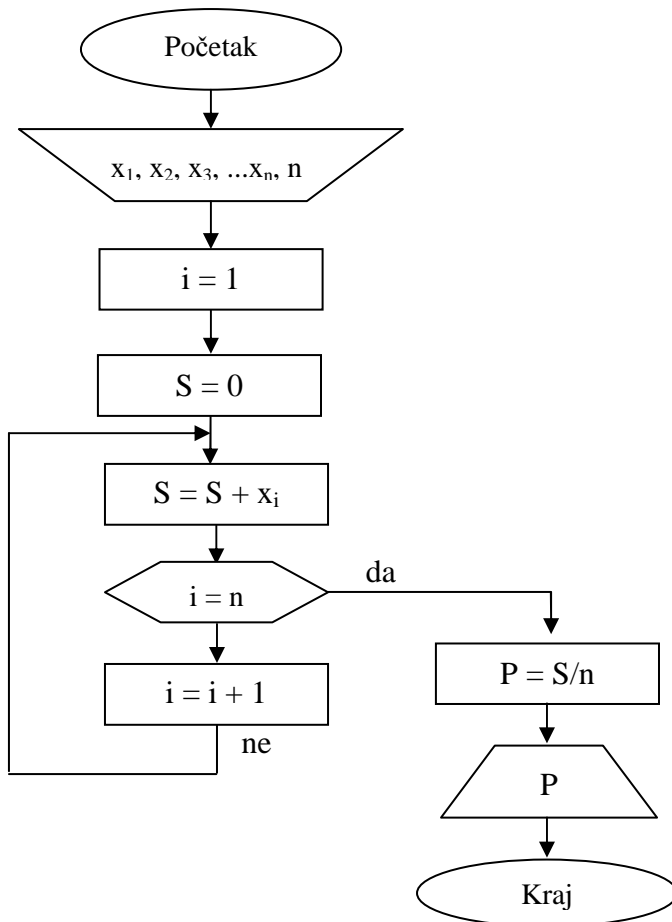 Početak
x₁, x₂, x₃, ...xₙ, n
i = 1
S = 0
S = S + xᵢ
i = n
da
i = i + 1
ne
P = S/n
P
Kraj